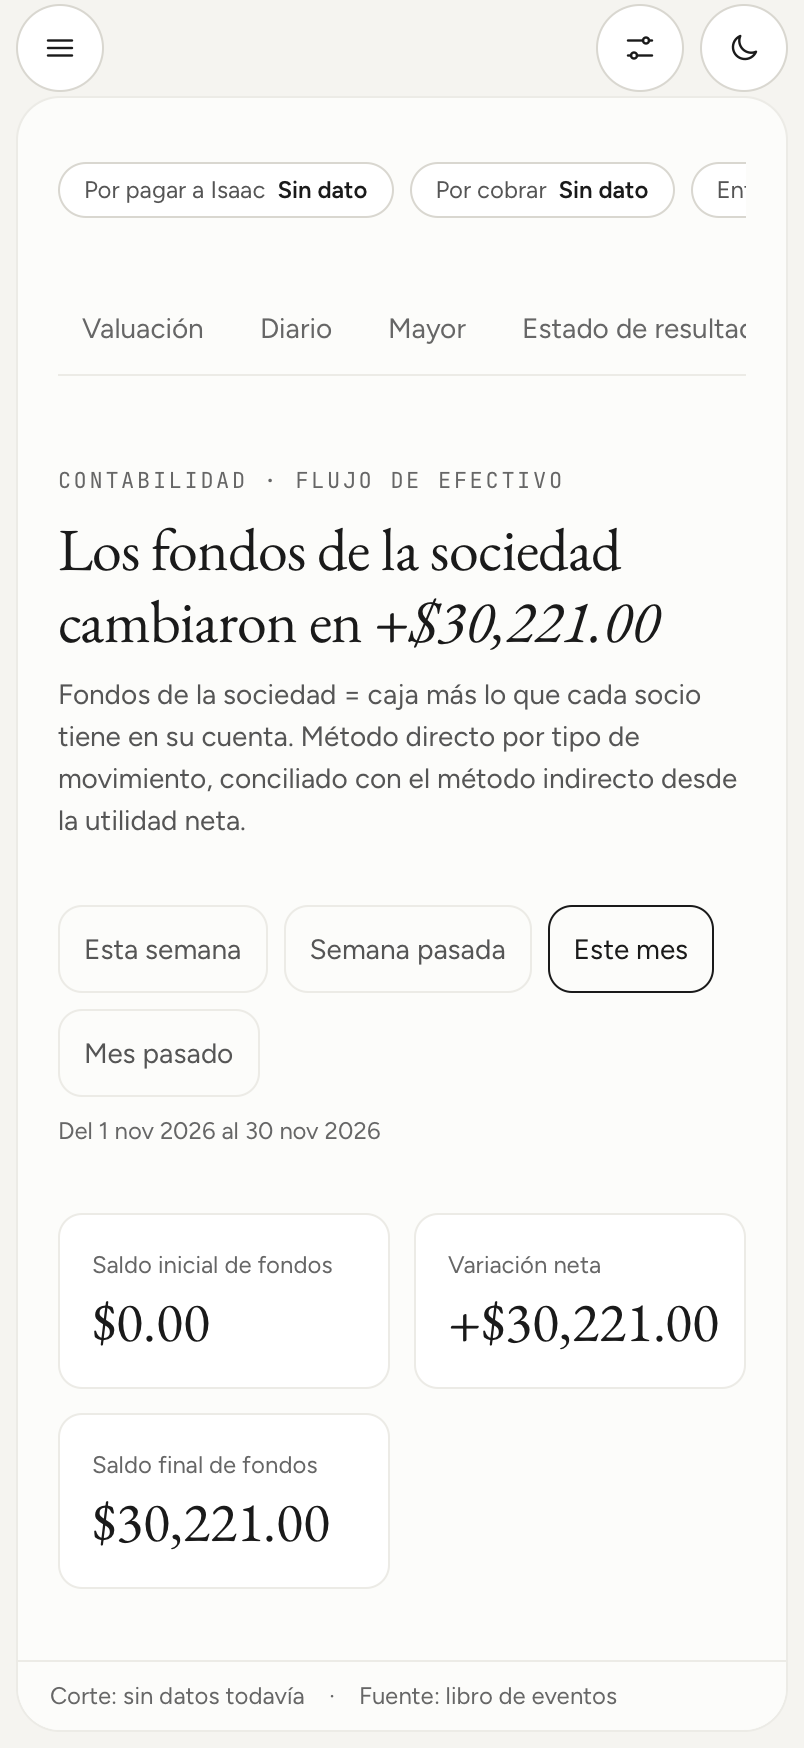 Por pagar a Isaac Sin dato Por cobrar Sin dato
Valuación Diario Mayor Estado de
CONTABILIDAD · FLUJO DE EFECTIVO
Los fondos de la sociedad
cambiaron en +$30,221.00
Fondos de la sociedad = caja más lo que cada socio
tiene en su cuenta. Método directo por tipo de
movimiento, conciliado con el método indirecto desde
la utilidad neta.
Esta semana Semana pasada Este mes
Mes pasado
Del 1 nov 2026 al 30 nov 2026
Saldo inicial de fondos
$0.00
Variación neta
+$30,221.00
Saldo final de fondos
$30,221.00
Corte: sin datos todavía · Fuente: libro de eventos